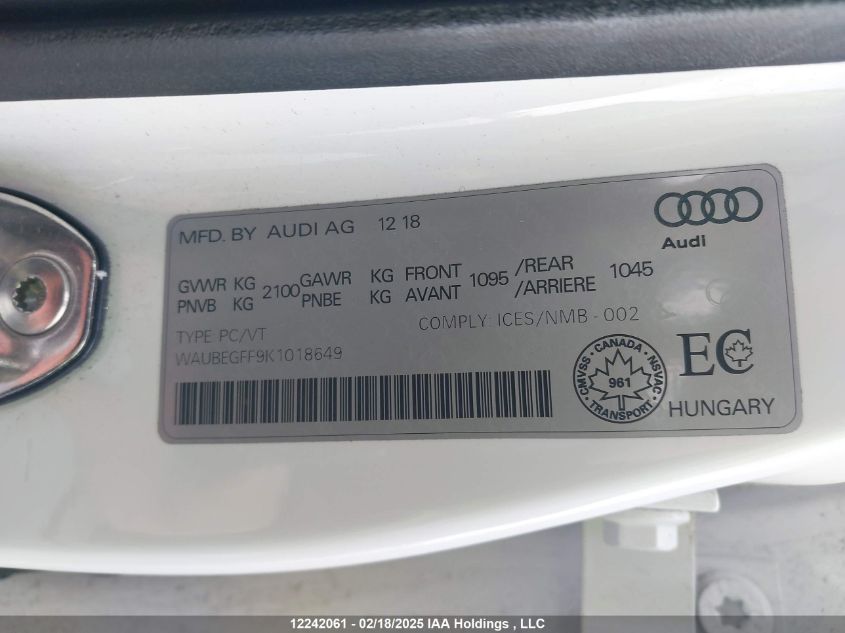 MFD. BY AUDI AG 12 18
Audi
GVWR KG 2100 GAWR KG FRONT 1095 /REAR 1045
PNVB KG PNBE KG AVANT /ARRIERE
TYPE: PC/VT COMPLY: ICES/NMB - 002
WAUBEGFF9K1018649
CMVSS · CANADA · NSVAC
961
TRANSPORT
EC
HUNGARY
12242061 - 02/18/2025 IAA Holdings , LLC